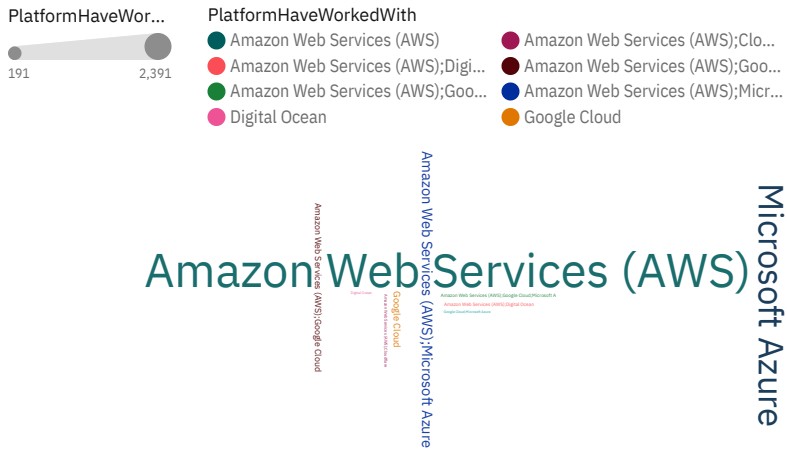 PlatformHaveWor...
191
2,391
PlatformHaveWorkedWith
Amazon Web Services (AWS)
Amazon Web Services (AWS);Clo...
Amazon Web Services (AWS);Digi...
Amazon Web Services (AWS);Goo...
Amazon Web Services (AWS);Goo...
Amazon Web Services (AWS);Micr...
Digital Ocean
Google Cloud
Amazon Web Services (AWS)
Microsoft Azure
Amazon Web Services (AWS);Microsoft Azure
Amazon Web Services (AWS);Google Cloud
Google Cloud
Digital Ocean
Amazon Web Services (AWS);Google Cloud;Microsoft A
Amazon Web Services (AWS);Digital Ocean
Google Cloud;Microsoft Azure